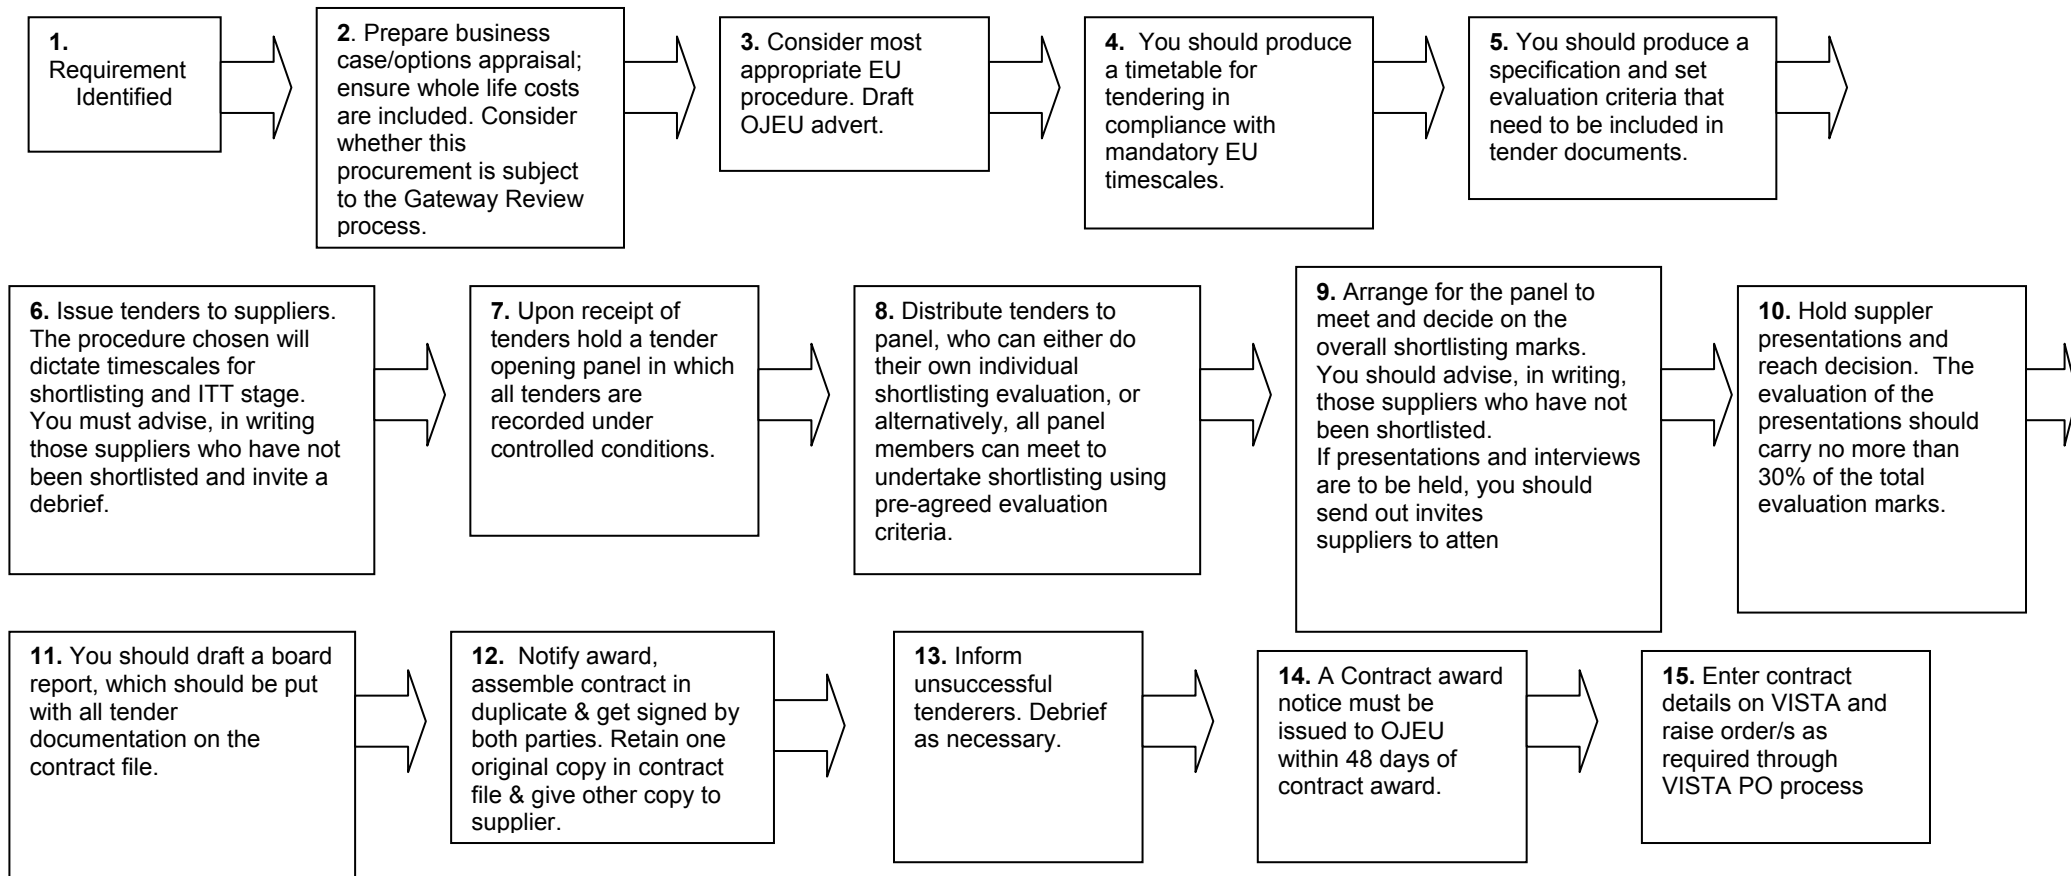 1.
Requirement
Identified
2. Prepare business
case/options appraisal;
ensure whole life costs
are included. Consider
whether this
procurement is subject
to the Gateway Review
process.
3. Consider most
appropriate EU
procedure. Draft
OJEU advert.
4. You should produce
a timetable for
tendering in
compliance with
mandatory EU
timescales.
5. You should produce a
specification and set
evaluation criteria that
need to be included in
tender documents.
6. Issue tenders to suppliers.
The procedure chosen will
dictate timescales for
shortlisting and ITT stage.
You must advise, in writing
those suppliers who have not
been shortlisted and invite a
debrief.
7. Upon receipt of
tenders hold a tender
opening panel in which
all tenders are
recorded under
controlled conditions.
8. Distribute tenders to
panel, who can either do
their own individual
shortlisting evaluation, or
alternatively, all panel
members can meet to
undertake shortlisting using
pre-agreed evaluation
criteria.
9. Arrange for the panel to
meet and decide on the
overall shortlisting marks.
You should advise, in writing,
those suppliers who have not
been shortlisted.
If presentations and interviews
are to be held, you should
send out invites
suppliers to atten
10. Hold suppler
presentations and
reach decision. The
evaluation of the
presentations should
carry no more than
30% of the total
evaluation marks.
11. You should draft a board
report, which should be put
with all tender
documentation on the
contract file.
12. Notify award,
assemble contract in
duplicate & get signed by
both parties. Retain one
original copy in contract
file & give other copy to
supplier.
13. Inform
unsuccessful
tenderers. Debrief
as necessary.
14. A Contract award
notice must be
issued to OJEU
within 48 days of
contract award.
15. Enter contract
details on VISTA and
raise order/s as
required through
VISTA PO process